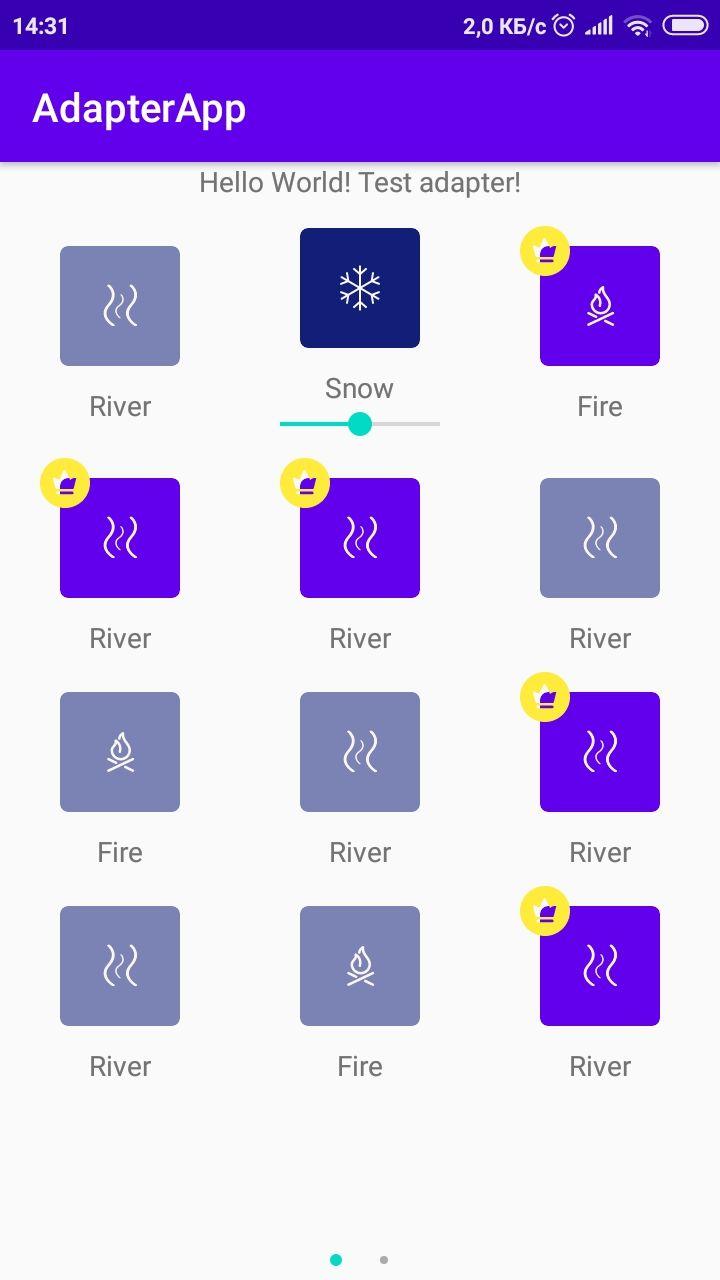 14:31 2,0 КБ/с
AdapterApp
Hello World! Test adapter!
River Snow Fire
River River River
Fire River River
River Fire River